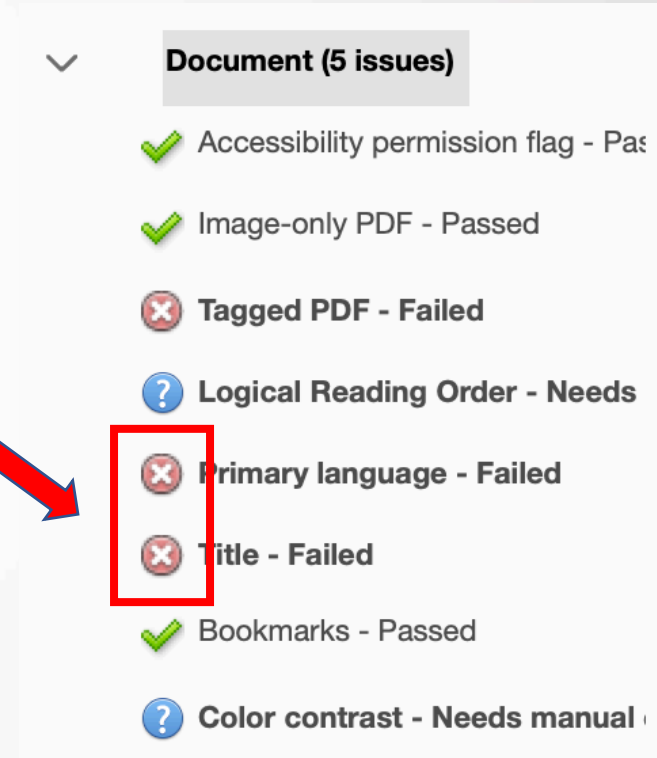 Document (5 issues)
Accessibility permission flag - Pas
Image-only PDF - Passed
Tagged PDF - Failed
Logical Reading Order - Needs
Primary language - Failed
Title - Failed
Bookmarks - Passed
Color contrast - Needs manual